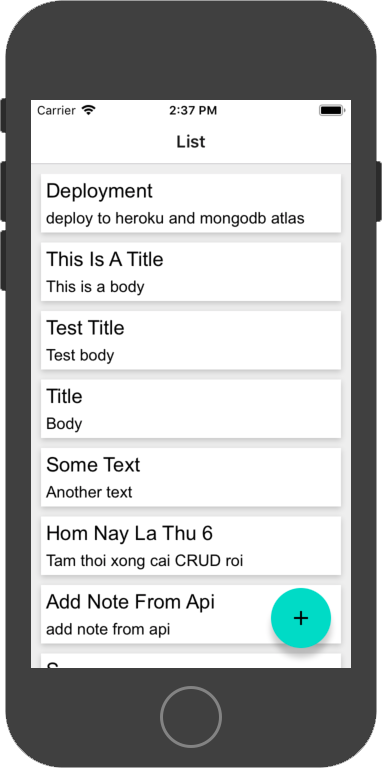 Carrier 2:37 PM
List
Deployment
deploy to heroku and mongodb atlas
This Is A Title
This is a body
Test Title
Test body
Title
Body
Some Text
Another text
Hom Nay La Thu 6
Tam thoi xong cai CRUD roi
Add Note From Api
add note from api
+